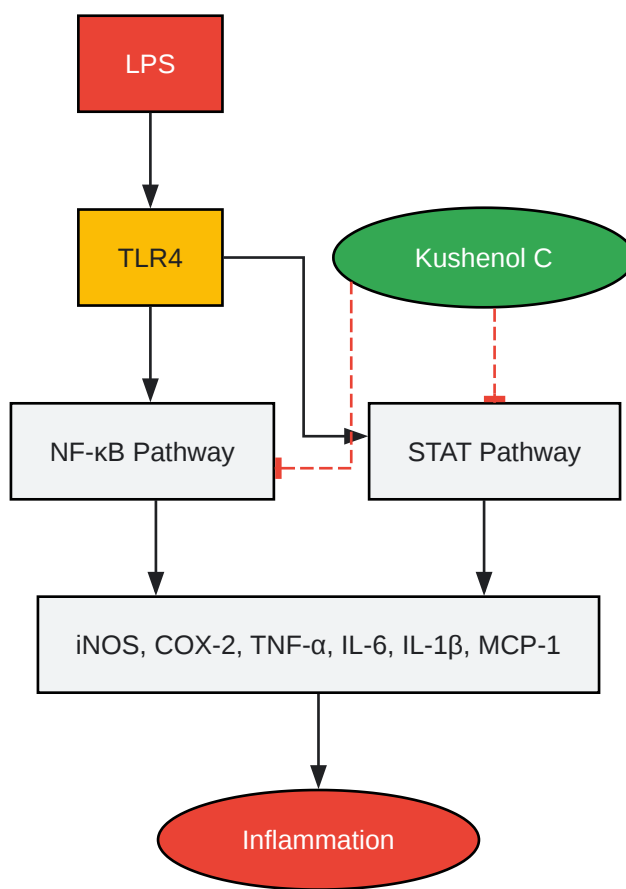 LPS
TLR4
Kushenol C
NF-κB Pathway
STAT Pathway
iNOS, COX-2, TNF-α, IL-6, IL-1β, MCP-1
Inflammation